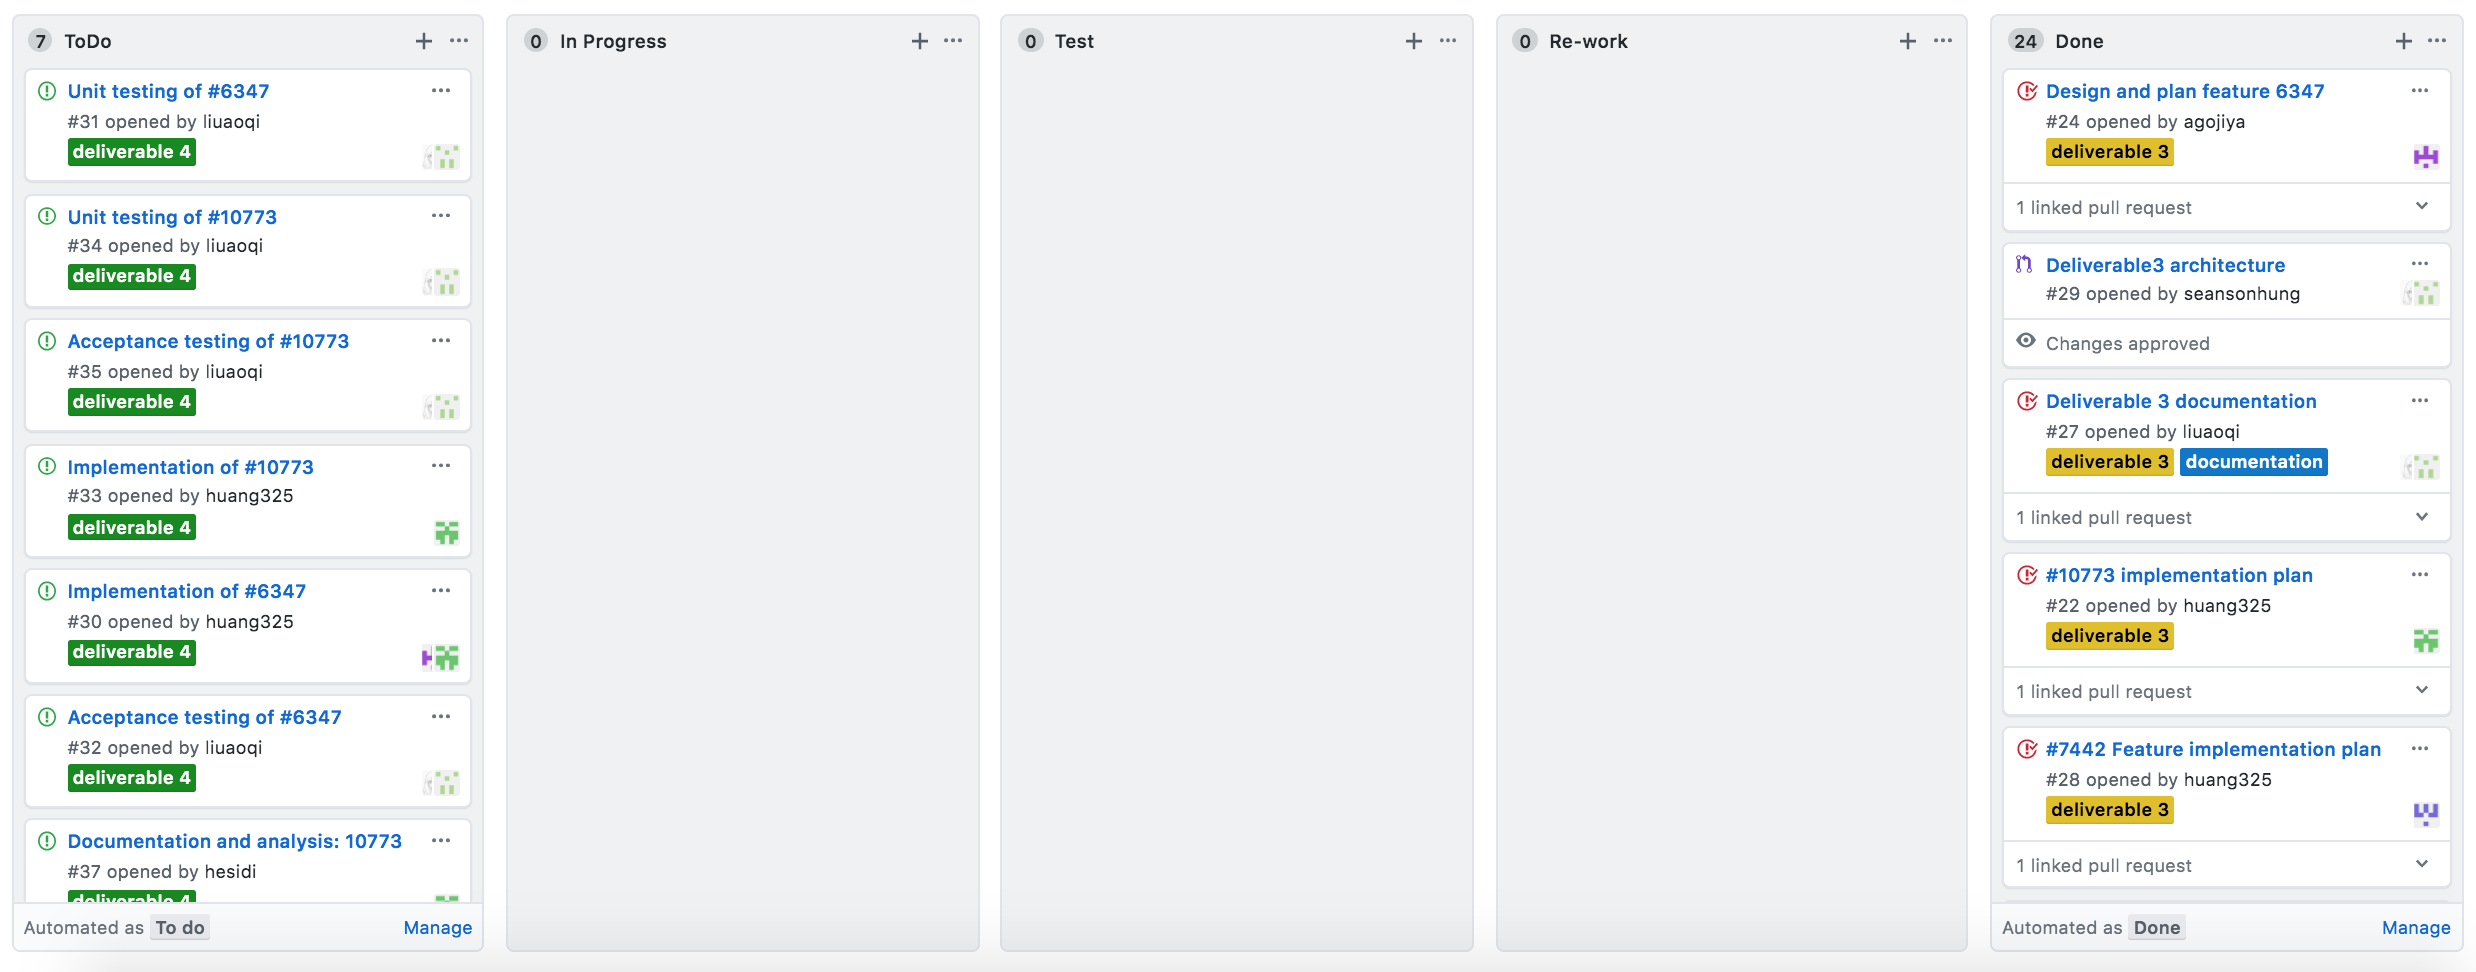 7 ToDo
Unit testing of #6347
#31 opened by liuaoqi
deliverable 4
Unit testing of #10773
#34 opened by liuaoqi
deliverable 4
Acceptance testing of #10773
#35 opened by liuaoqi
deliverable 4
Implementation of #10773
#33 opened by huang325
deliverable 4
Implementation of #6347
#30 opened by huang325
deliverable 4
Acceptance testing of #6347
#32 opened by liuaoqi
deliverable 4
Documentation and analysis: 10773
#37 opened by hesidi
deliverable 4
Automated as To do Manage
0 In Progress
0 Test
0 Re-work
24 Done
Design and plan feature 6347
#24 opened by agojiya
deliverable 3
1 linked pull request
Deliverable3 architecture
#29 opened by seansonhung
Changes approved
Deliverable 3 documentation
#27 opened by liuaoqi
deliverable 3 documentation
1 linked pull request
#10773 implementation plan
#22 opened by huang325
deliverable 3
1 linked pull request
#7442 Feature implementation plan
#28 opened by huang325
deliverable 3
1 linked pull request
Automated as Done Manage